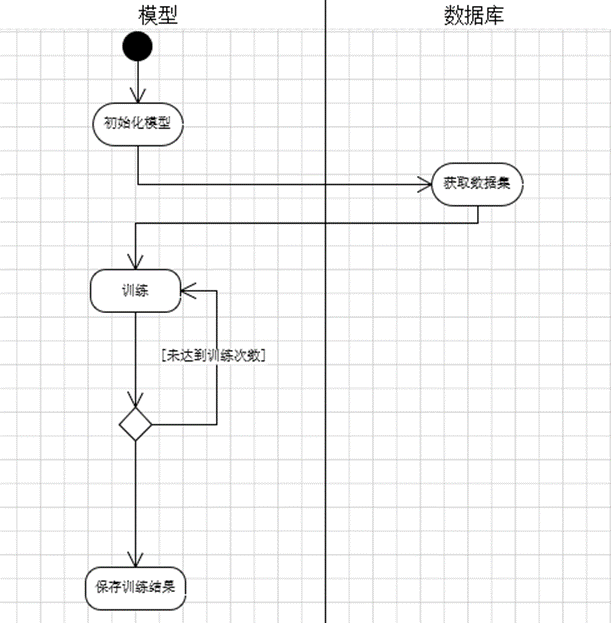 模型
数据库
初始化模型
获取数据集
训练
[未达到训练次数]
保存训练结果